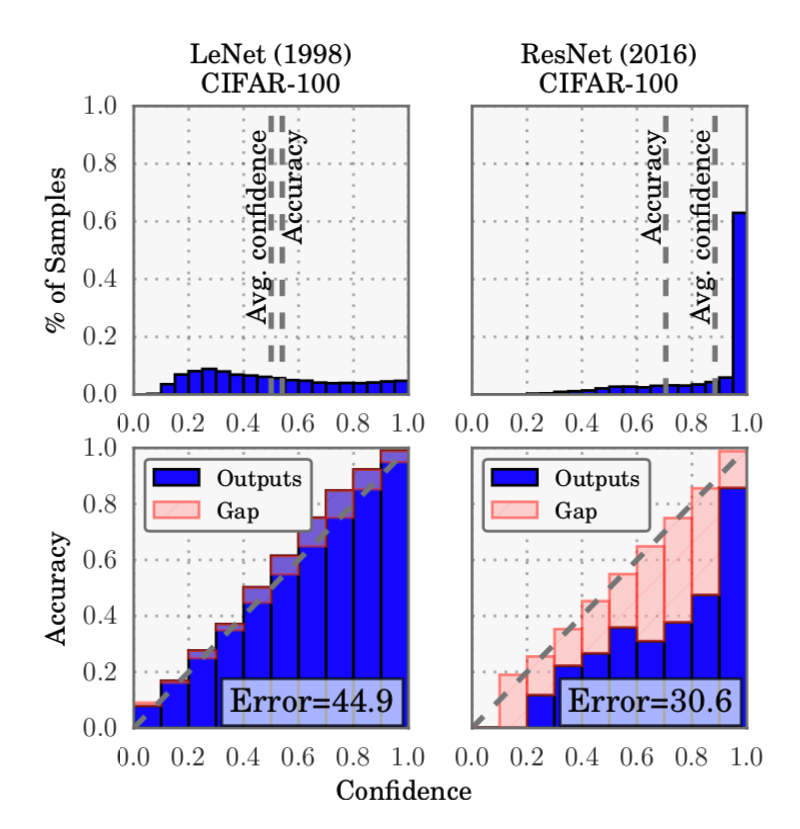 LeNet (1998)
CIFAR-100
ResNet (2016)
CIFAR-100
% of Samples
1.0
0.8
0.6
0.4
0.2
0.0
Avg. confidence
Accuracy
Accuracy
Avg. confidence
0.0 0.2 0.4 0.6 0.8 1.0
0.0 0.2 0.4 0.6 0.8 1.0
Accuracy
1.0
0.8
0.6
0.4
0.2
0.0
Outputs
Gap
Error=44.9
Outputs
Gap
Error=30.6
0.0 0.2 0.4 0.6 0.8 1.0
0.0 0.2 0.4 0.6 0.8 1.0
Confidence